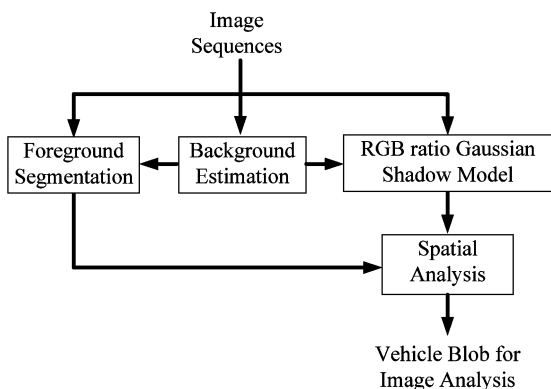 Image
Sequences
Foreground
Segmentation
Background
Estimation
RGB ratio Gaussian
Shadow Model
Spatial
Analysis
Vehicle Blob for
Image Analysis